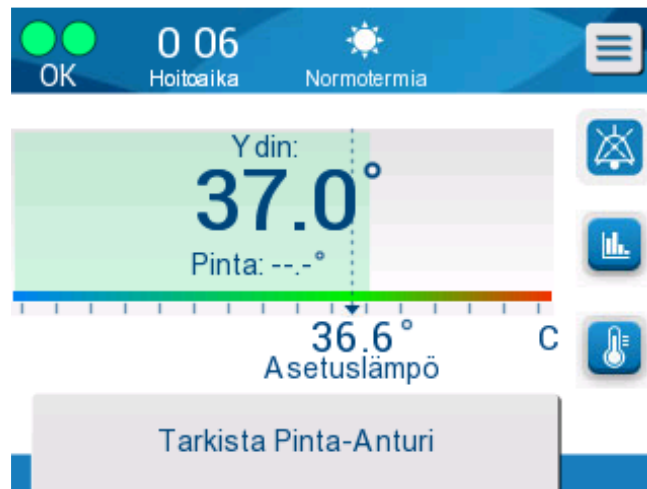 OK
0 06
Hoitoaika
Normotermia
Ydin:
37.0°
Pinta: --.-°
36.6° C
Asetuslämpö
Tarkista Pinta-Anturi